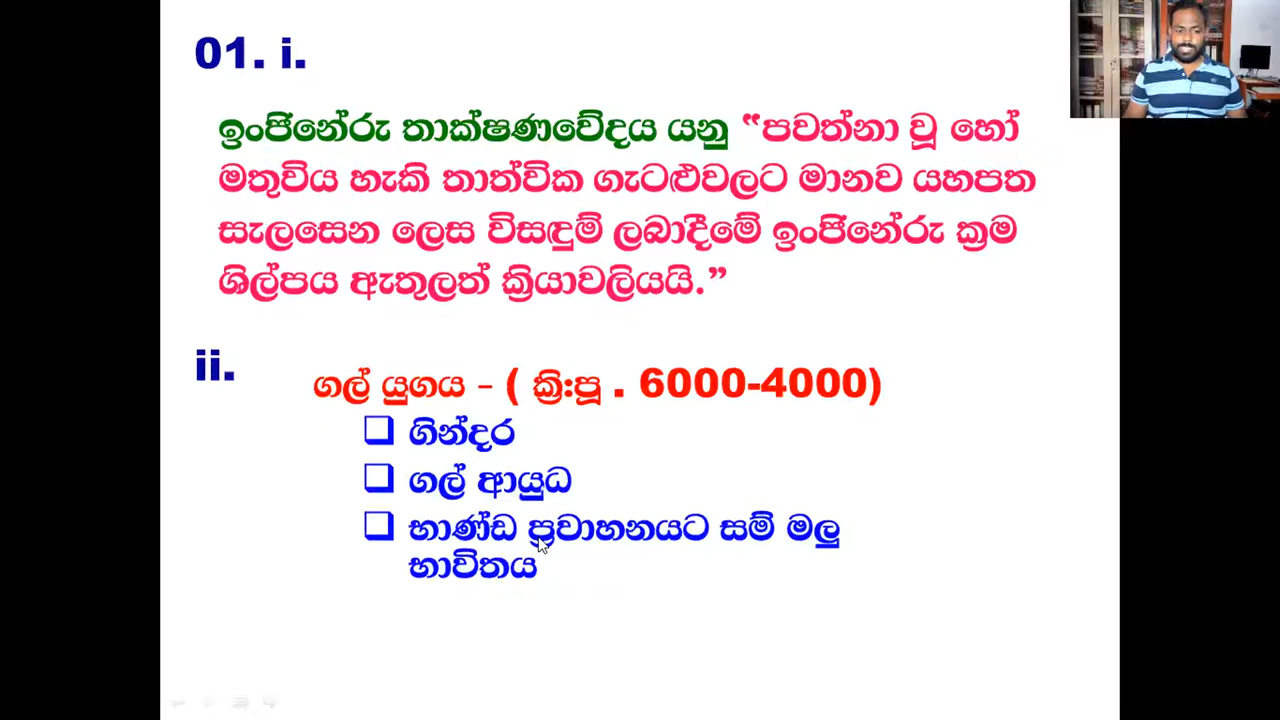 01. i.
ඉංජිනේරු තාක්ෂණවේදය යනු “පවත්නා වූ හෝ
මතුවිය හැකි තාත්වික ගැටළුවලට මානව යහපත
සැලසෙන ලෙස විසඳුම් ලබාදීමේ ඉංජිනේරු ක්‍රම
ශිල්පය ඇතුලත් ක්‍රියාවලියයි.”
ii.
ගල් යුගය – ( ක්‍රි:පූ . 6000-4000)
ගින්දර
ගල් ආයුධ
භාණ්ඩ ප්‍රවාහනයට සම් මලු
භාවිතය